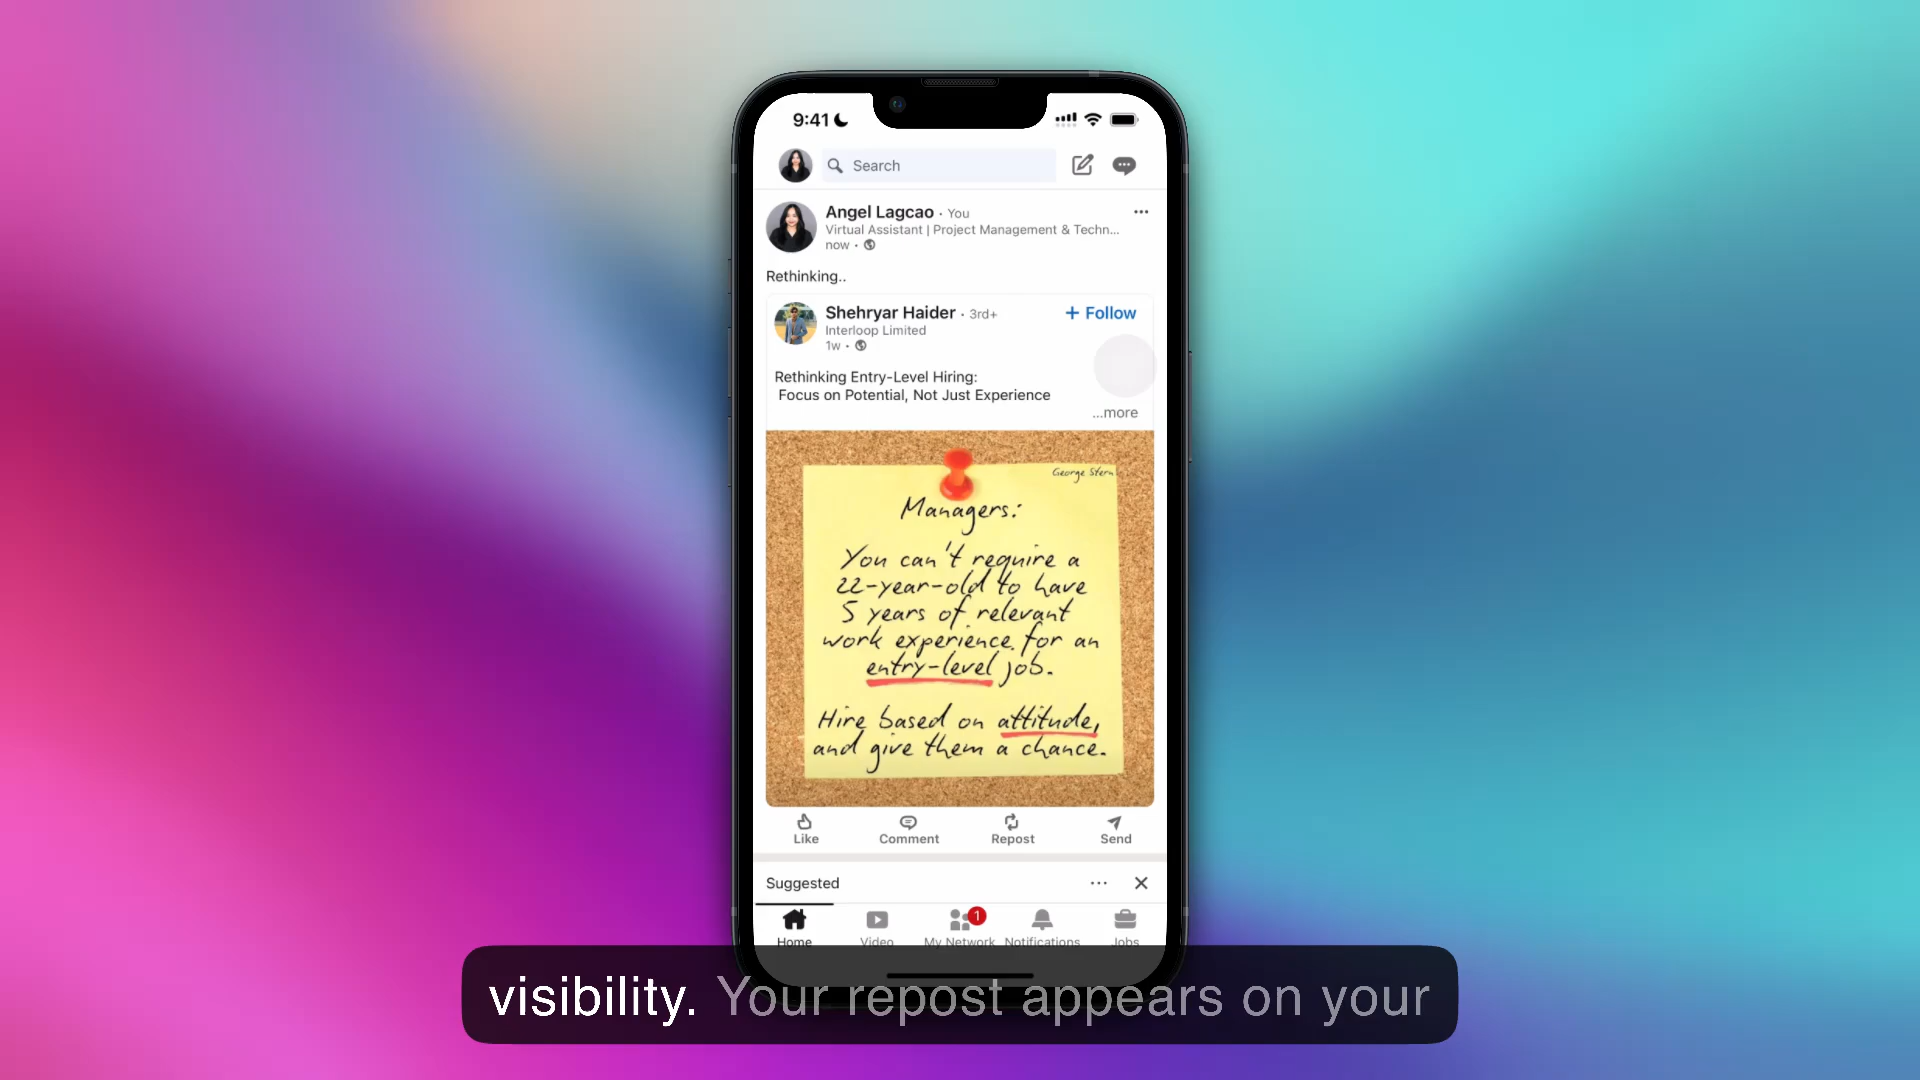 9:41
Search
Angel Lagcao • You
Virtual Assistant | Project Management & Techn...
now •
Rethinking..
Shehryar Haider • 3rd+
+ Follow
Interloop Limited
1w •
Rethinking Entry-Level Hiring:
Focus on Potential, Not Just Experience
...more
George Stern
Managers:
You can't require a
22-year-old to have
5 years of relevant
work experience for an
entry-level job.
Hire based on attitude,
and give them a chance.
Like Comment Repost Send
Suggested
1
Home Video My Network Notifications Jobs
visibility. Your repost appears on your